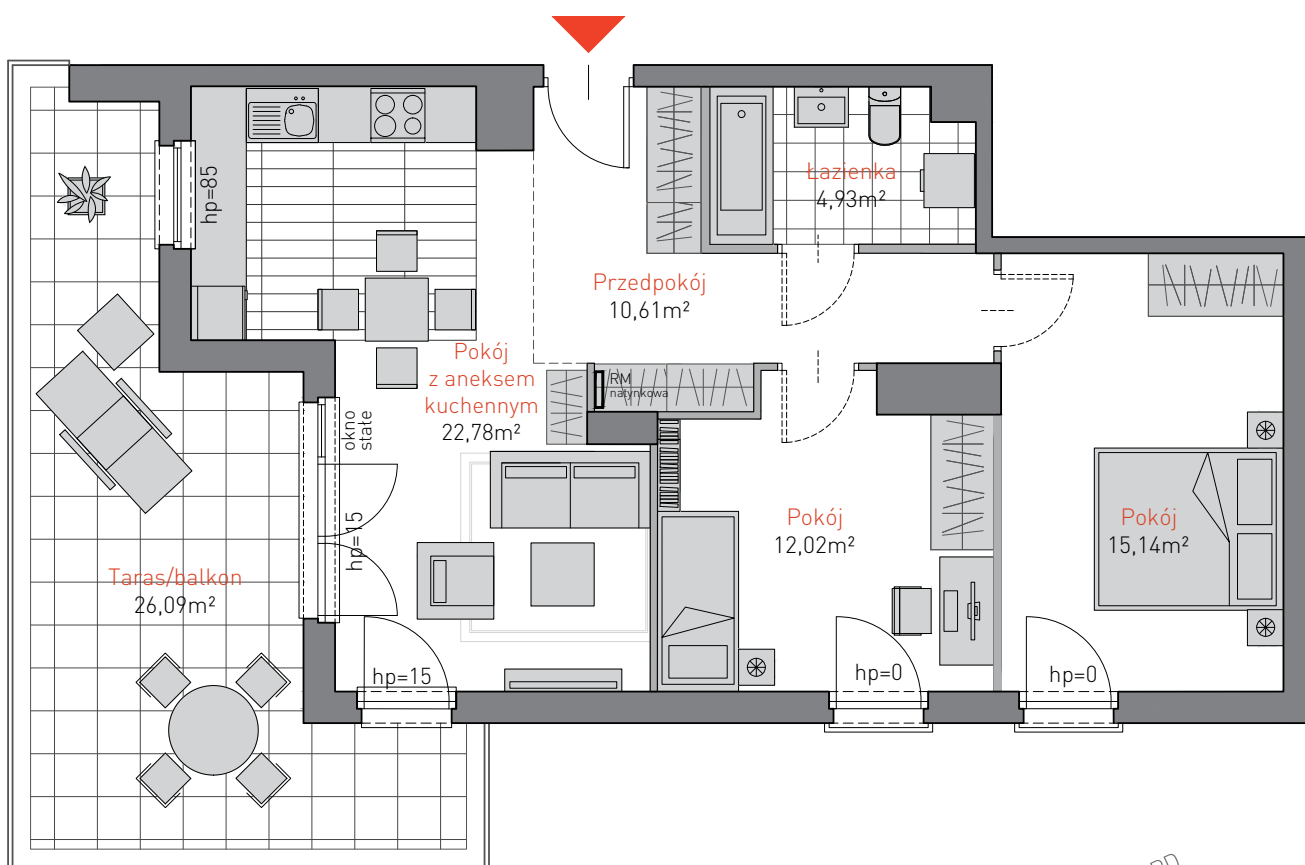 Łazienka
4,93m²
hp=85
Przedpokój
10,61m²
Pokój
z aneksem
kuchennym
22,78m²
RM
natynkowa
okno
stałe
hp=15
Pokój
12,02m²
Pokój
15,14m²
Taras/balkon
26,09m²
hp=15
hp=0
hp=0